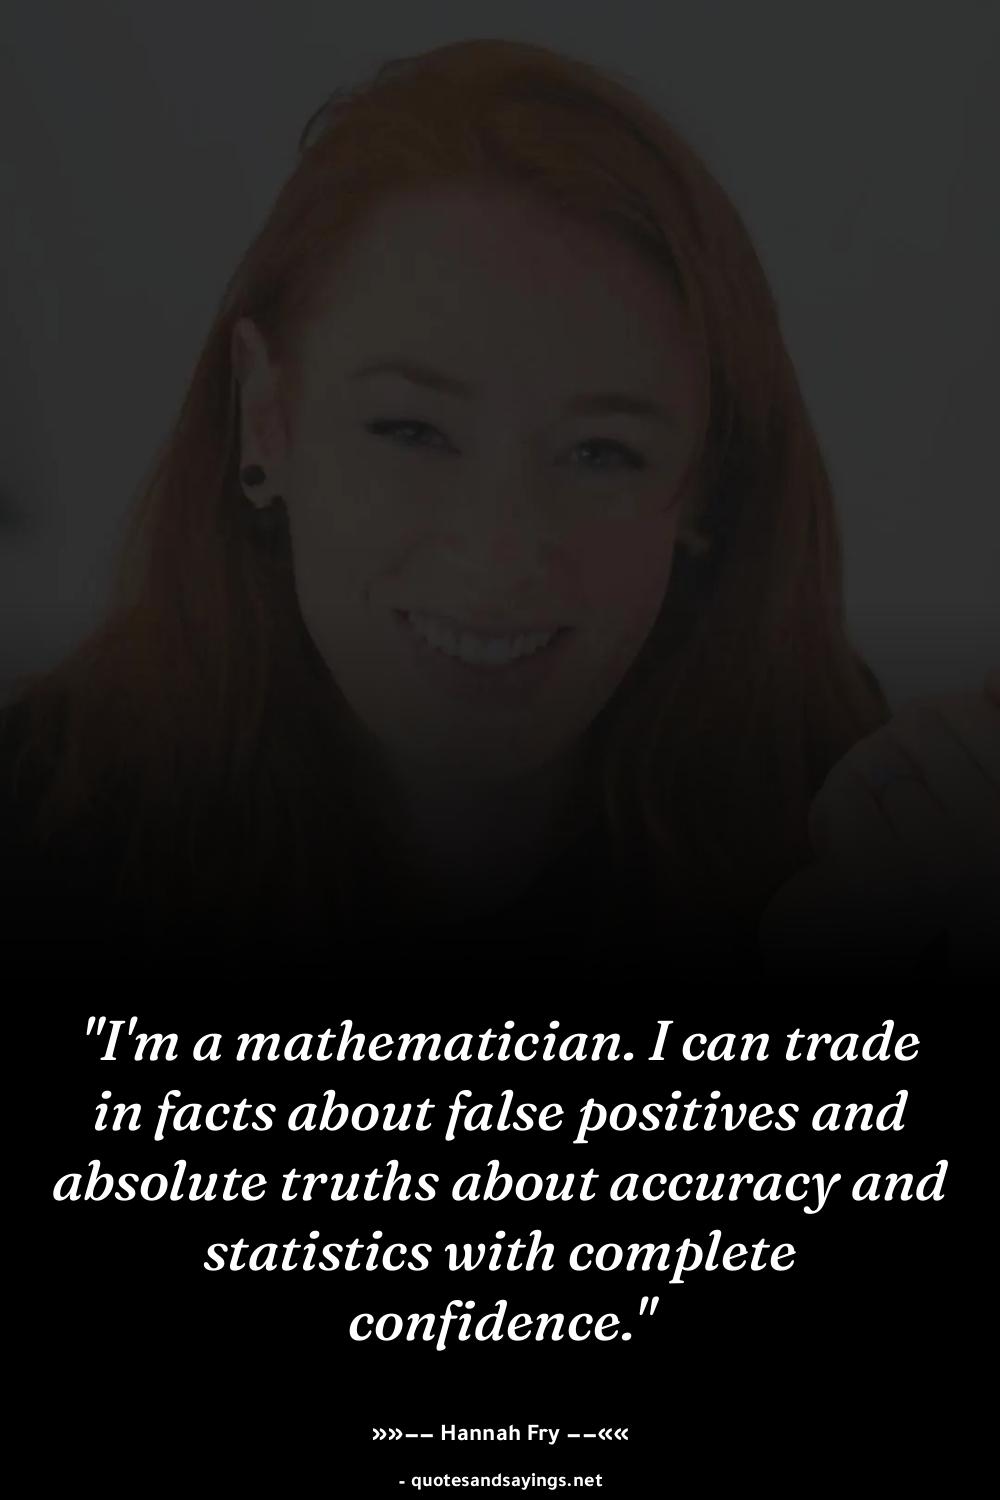 "I'm a mathematician. I can trade
in facts about false positives and
absolute truths about accuracy and
statistics with complete
confidence."
»»–– Hannah Fry ––««
- quotesandsayings.net